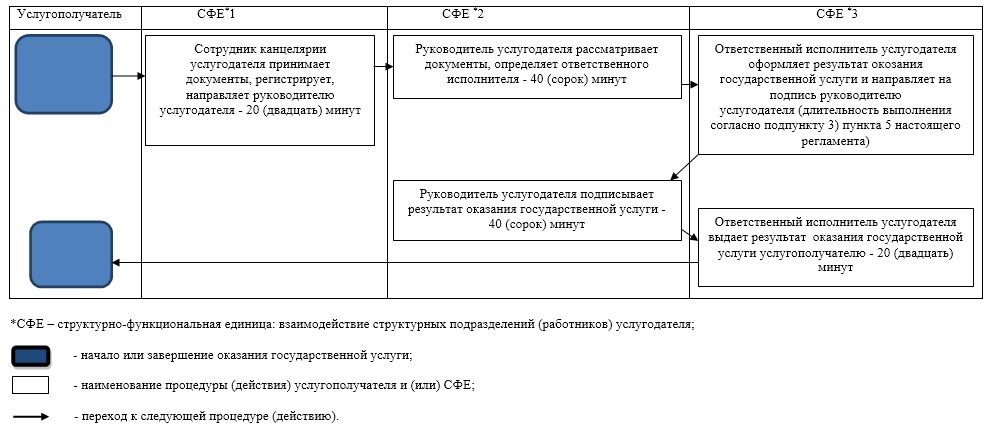 Услугополучатель
СФЕ*1
СФЕ *2
СФЕ *3
Сотрудник канцелярии
услугодателя принимает
документы, регистрирует,
направляет руководителю
услугодателя - 20 (двадцать) минут
Руководитель услугодателя рассматривает
документы, определяет ответственного
исполнителя - 40 (сорок) минут
Ответственный исполнитель услугодателя
оформляет результат окозания
государственной услуги и направляет на
подпись руководителю
услугодателя (длительность выполнения
согласно подпункту 3) пункта 5 настоящего
регламента)
Руководитель услугодателя подписывает
результат оказания государственной услуги -
40 (сорок) минут
Ответственный исполнитель услугодателя
выдает результат оказания государственной
услуги услугополучателю - 20 (двадцать)
минут
*СФЕ – структурно-функциональная единица: взаимодействие структурных подразделений (работников) услугодателя;
- начало или завершение оказания государственной услуги;
- наименование процедуры (действия) услугополучателя и (или) СФЕ;
- переход к следующей процедуре (действию).